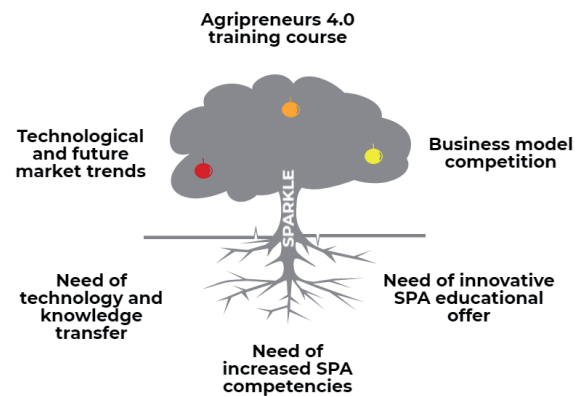 Agripreneurs 4.0
training course
Technological
and future
market trends
Business model
competition
SPARKLE
Need of
technology and
knowledge
transfer
Need of innovative
SPA educational
offer
Need of
increased SPA
competencies